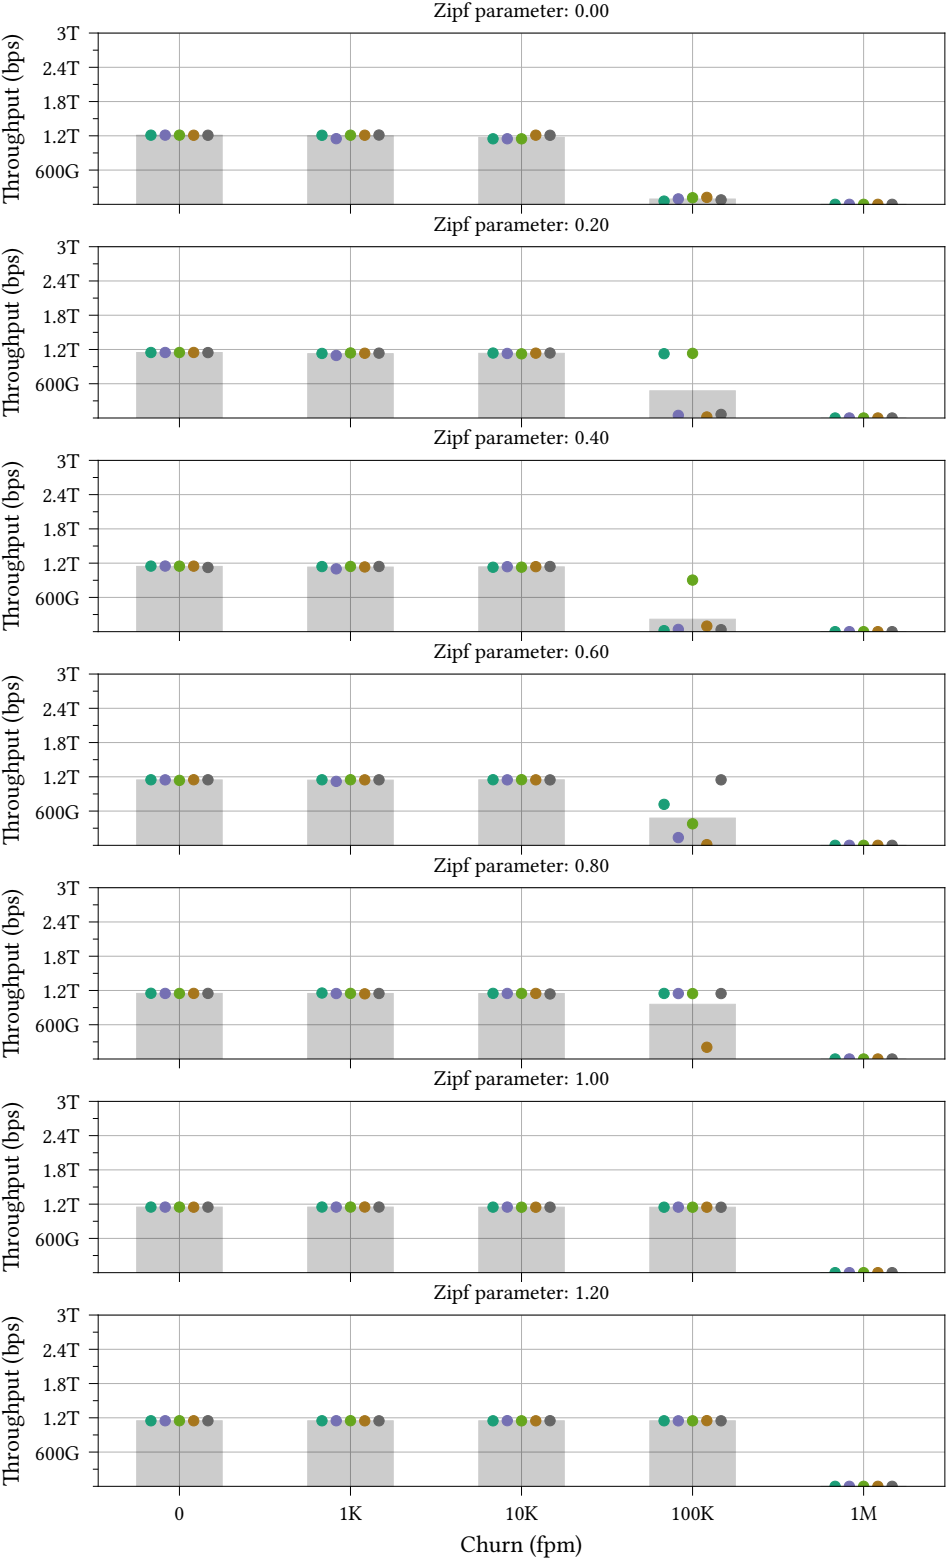 Zipf parameter: 0.00
Throughput (bps)
3T
2.4T
1.8T
1.2T
600G
Zipf parameter: 0.20
Throughput (bps)
3T
2.4T
1.8T
1.2T
600G
Zipf parameter: 0.40
Throughput (bps)
3T
2.4T
1.8T
1.2T
600G
Zipf parameter: 0.60
Throughput (bps)
3T
2.4T
1.8T
1.2T
600G
Zipf parameter: 0.80
Throughput (bps)
3T
2.4T
1.8T
1.2T
600G
Zipf parameter: 1.00
Throughput (bps)
3T
2.4T
1.8T
1.2T
600G
Zipf parameter: 1.20
Throughput (bps)
3T
2.4T
1.8T
1.2T
600G
0 1K 10K 100K 1M
Churn (fpm)